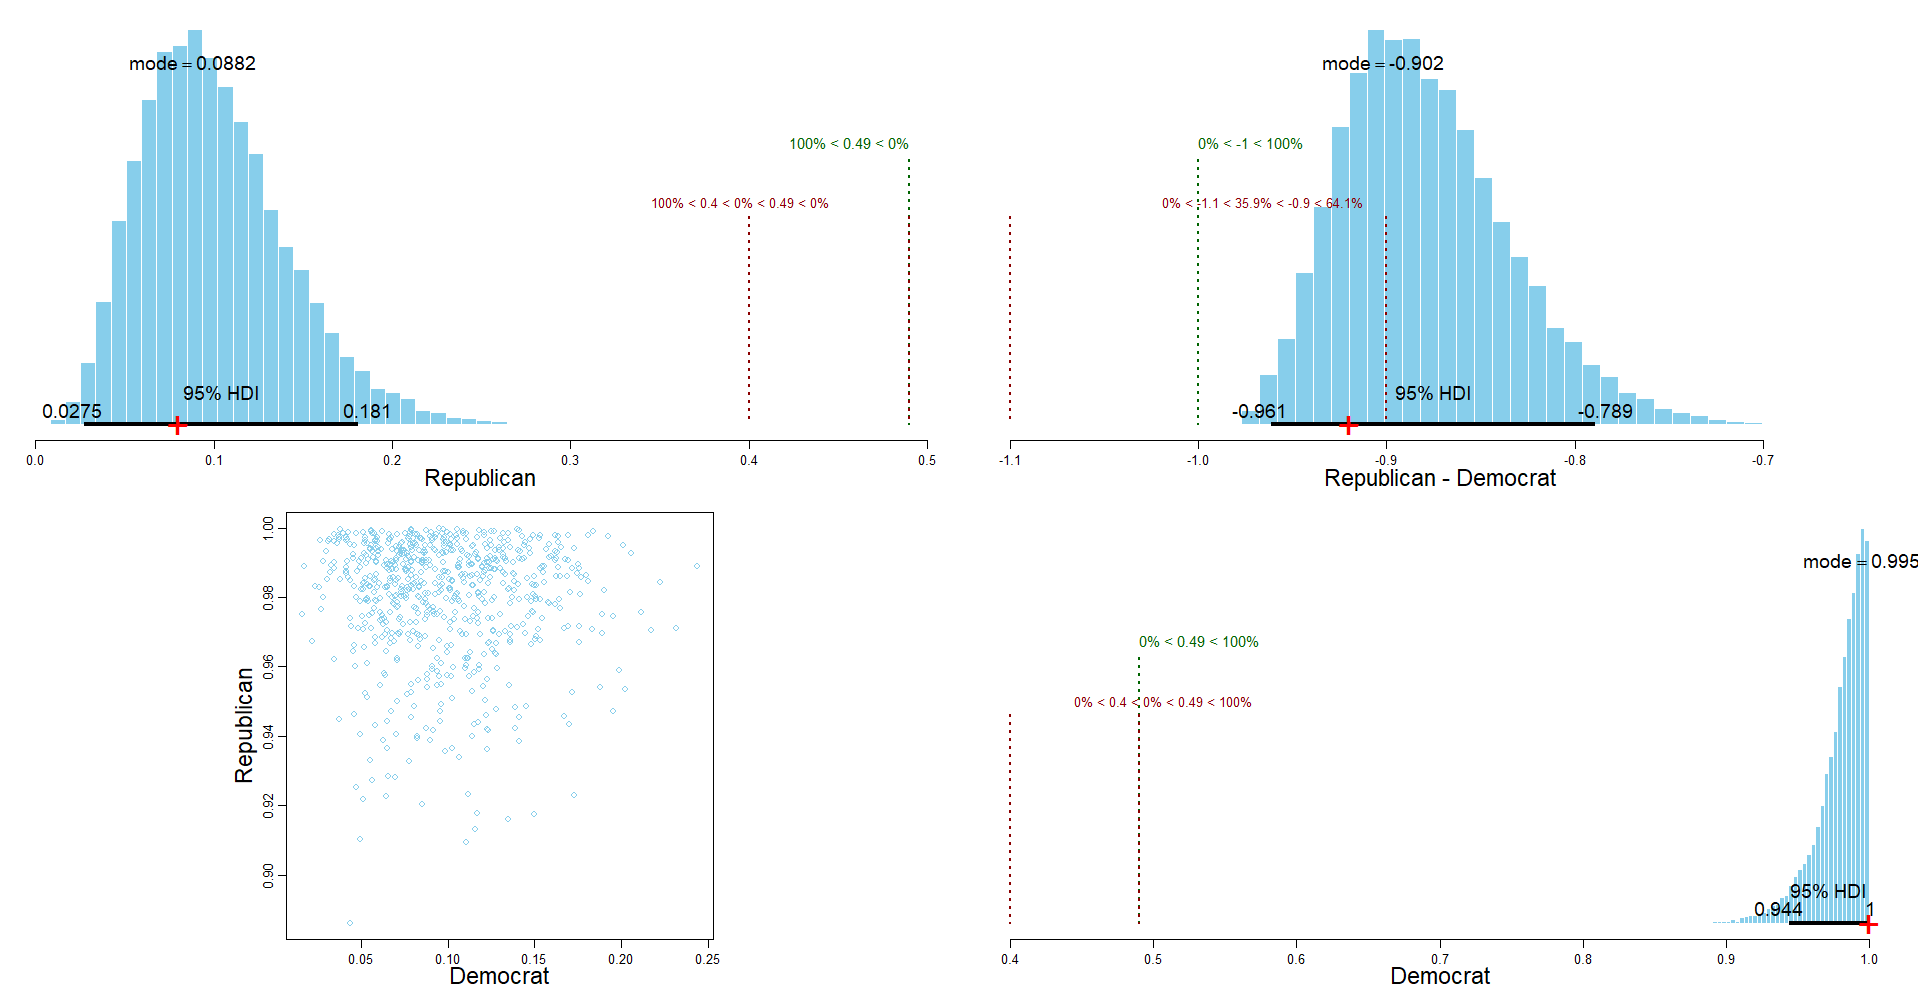 mode = 0.0882
100% < 0.49 < 0%
100% < 0.4 < 0% < 0.49 < 0%
95% HDI
0.0275
0.181
0.0
0.1
0.2
0.3
0.4
0.5
Republican
mode = -0.902
0% < -1 < 100%
0% < -1.1 < 35.9% < -0.9 < 64.1%
95% HDI
-0.961
-0.789
-1.1
-1.0
-0.9
-0.8
-0.7
Republican - Democrat
1.00
0.98
0.96
0.94
0.92
0.90
Republican
0.05
0.10
0.15
0.20
0.25
Democrat
mode = 0.995
0% < 0.49 < 100%
0% < 0.4 < 0% < 0.49 < 100%
95% HDI
0.944
1
0.4
0.5
0.6
0.7
0.8
0.9
1.0
Democrat